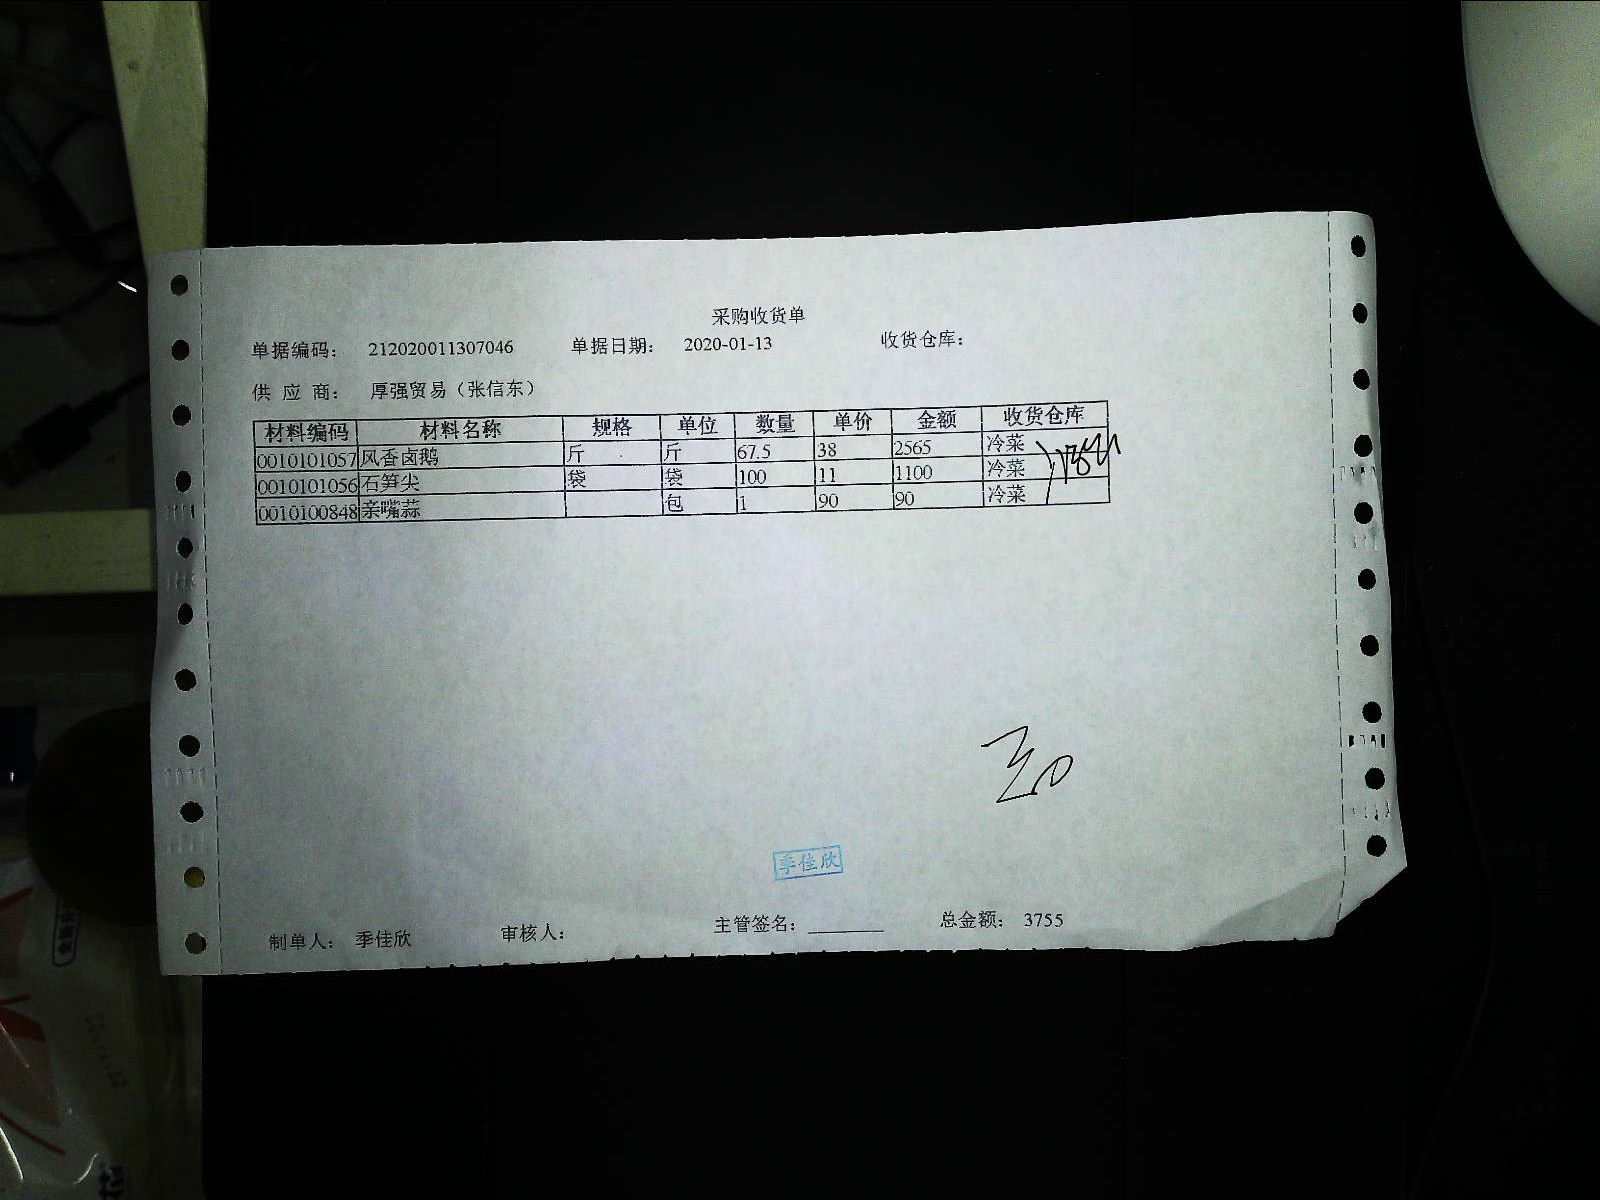 采购收货单
单据编码： 212020011307046 单据日期： 2020-01-13 收货仓库：
供 应 商： 厚强贸易（张信东）
材料编码 材料名称 规格 单位 数量 单价 金额 收货仓库
0010101057 风香卤鹅 斤 斤 67.5 38 2565 冷菜
0010101056 石笋尖 袋 袋 100 11 1100 冷菜
0010100848 亲嘴蒜 包 1 90 90 冷菜
季佳欣
制单人： 季佳欣 审核人： 主管签名： 总金额： 3755